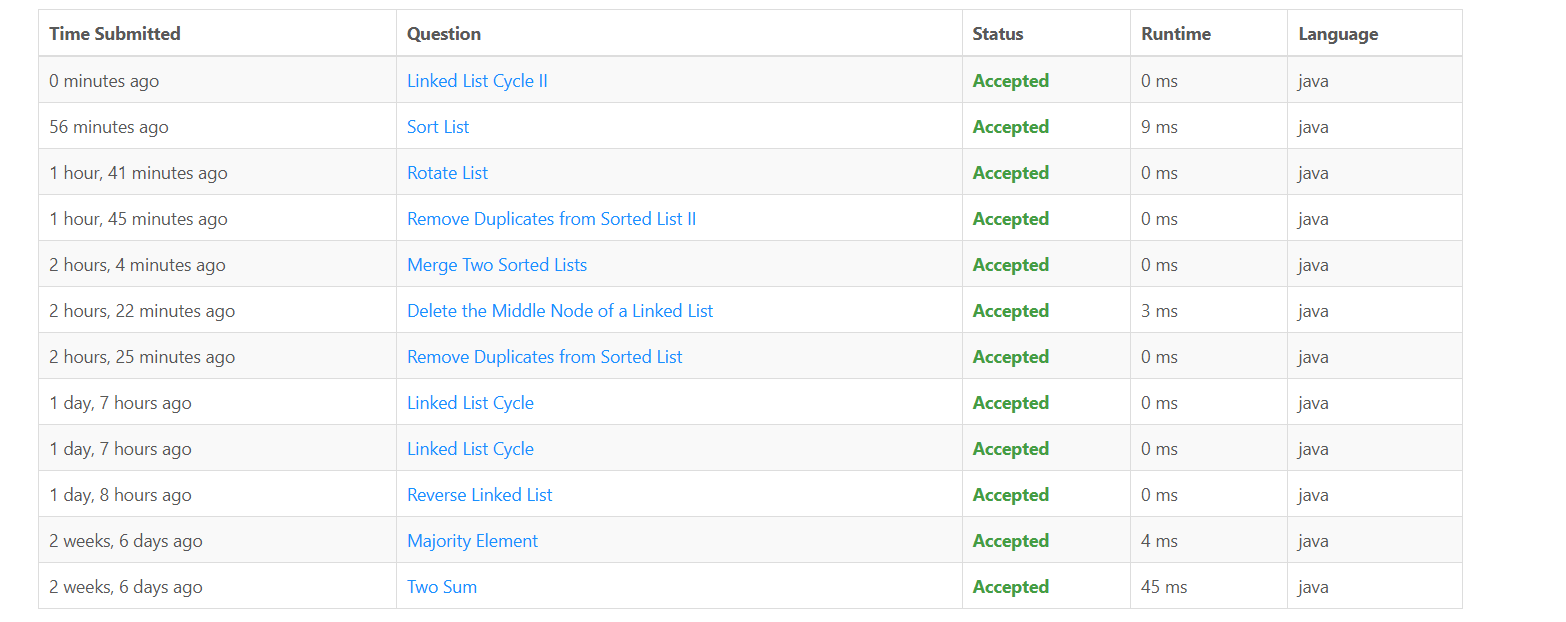 Time Submitted Question Status Runtime Language
0 minutes ago Linked List Cycle II Accepted 0 ms java
56 minutes ago Sort List Accepted 9 ms java
1 hour, 41 minutes ago Rotate List Accepted 0 ms java
1 hour, 45 minutes ago Remove Duplicates from Sorted List II Accepted 0 ms java
2 hours, 4 minutes ago Merge Two Sorted Lists Accepted 0 ms java
2 hours, 22 minutes ago Delete the Middle Node of a Linked List Accepted 3 ms java
2 hours, 25 minutes ago Remove Duplicates from Sorted List Accepted 0 ms java
1 day, 7 hours ago Linked List Cycle Accepted 0 ms java
1 day, 7 hours ago Linked List Cycle Accepted 0 ms java
1 day, 8 hours ago Reverse Linked List Accepted 0 ms java
2 weeks, 6 days ago Majority Element Accepted 4 ms java
2 weeks, 6 days ago Two Sum Accepted 45 ms java